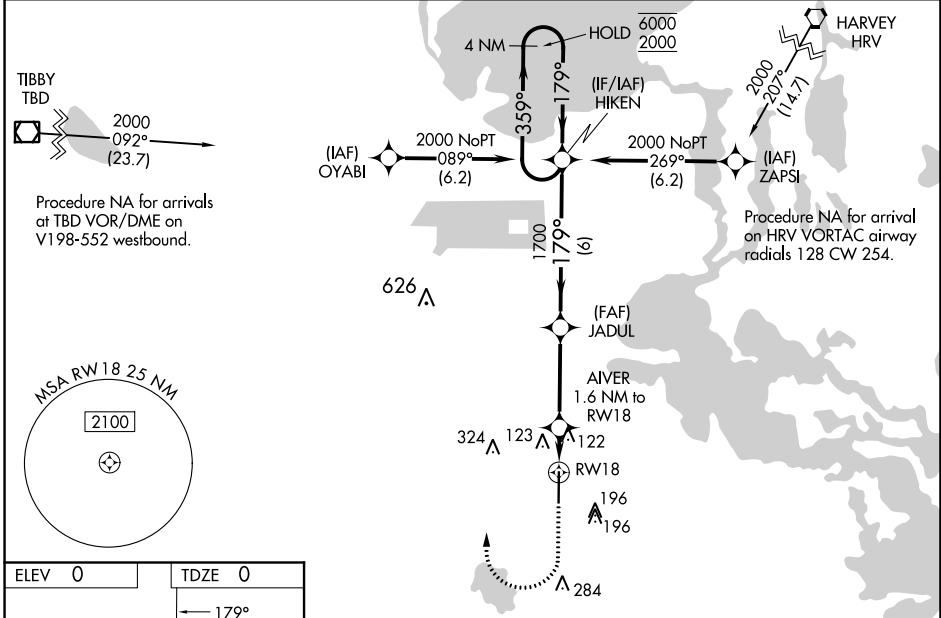 TIBBY
TBD
2000
092°
(23.7)
Procedure NA for arrivals
at TBD VOR/DME on
V198-552 westbound.
4 NM
HOLD
6000
2000
359°
179°
(IF/IAF)
HIKEN
HARVEY
HRV
2000
207°
(14.7)
(IAF)
OYABI
2000 NoPT
089°
(6.2)
2000 NoPT
269°
(6.2)
(IAF)
ZAPSI
Procedure NA for arrival
on HRV VORTAC airway
radials 128 CW 254.
1700
179°
(6)
626
(FAF)
JADUL
AIVER
1.6 NM to
RW18
324
123
122
RW18
196
196
284
MSA RW18 25 NM
2100
ELEV 0
TDZE 0
179°